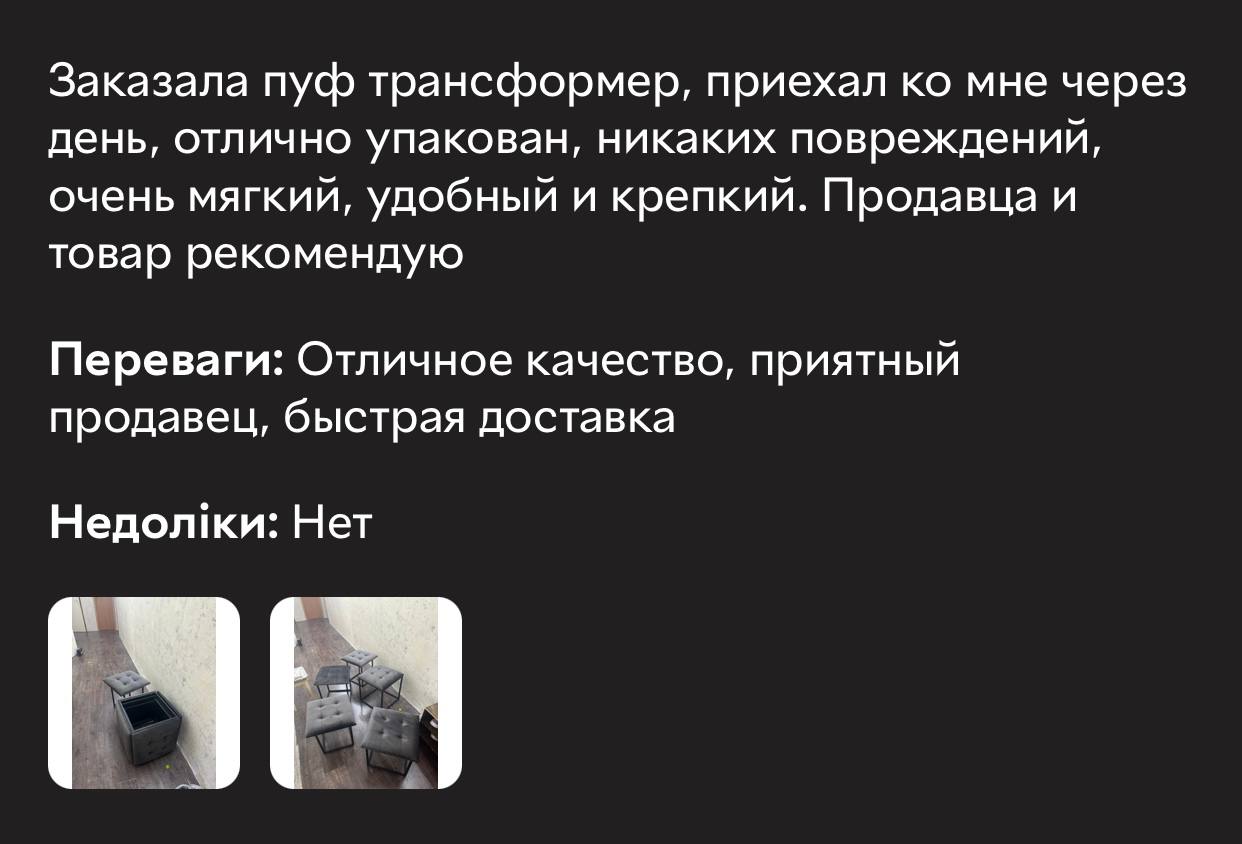 Заказала пуф трансформер, приехал ко мне через
день, отлично упакован, никаких повреждений,
очень мягкий, удобный и крепкий. Продавца и
товар рекомендую
Переваги: Отличное качество, приятный
продавец, быстрая доставка
Недоліки: Нет